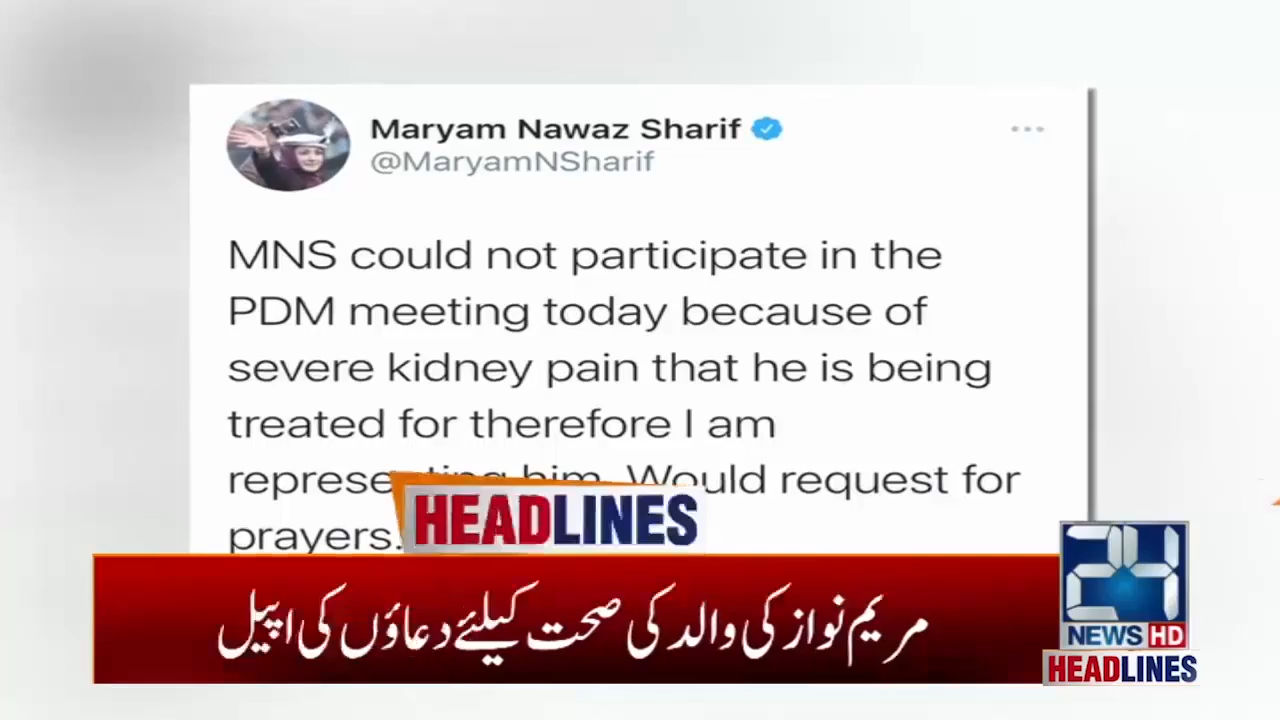 Maryam Nawaz Sharif
@MaryamNSharif
MNS could not participate in the
PDM meeting today because of
severe kidney pain that he is being
treated for therefore I am
representing him. Would request for
prayers.
HEADLINES
مریم نواز کی والد کی صحت کیلئے دعاؤں کی اپیل
24
NEWS HD
HEADLINES